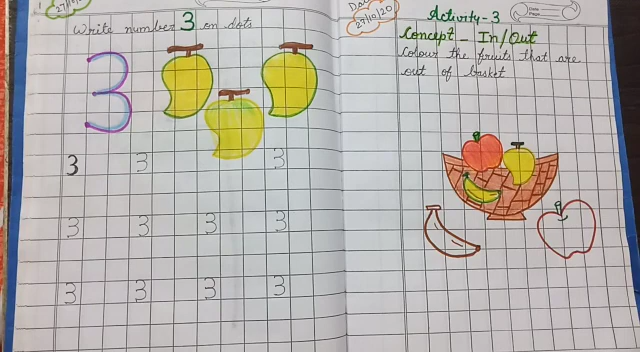 Write number 3 on dots
3
3 3 3
3 3 3 3
3 3 3 3
27/10/20
Activity-3
Concept - In/Out
Colour the fruits that are
out of basket